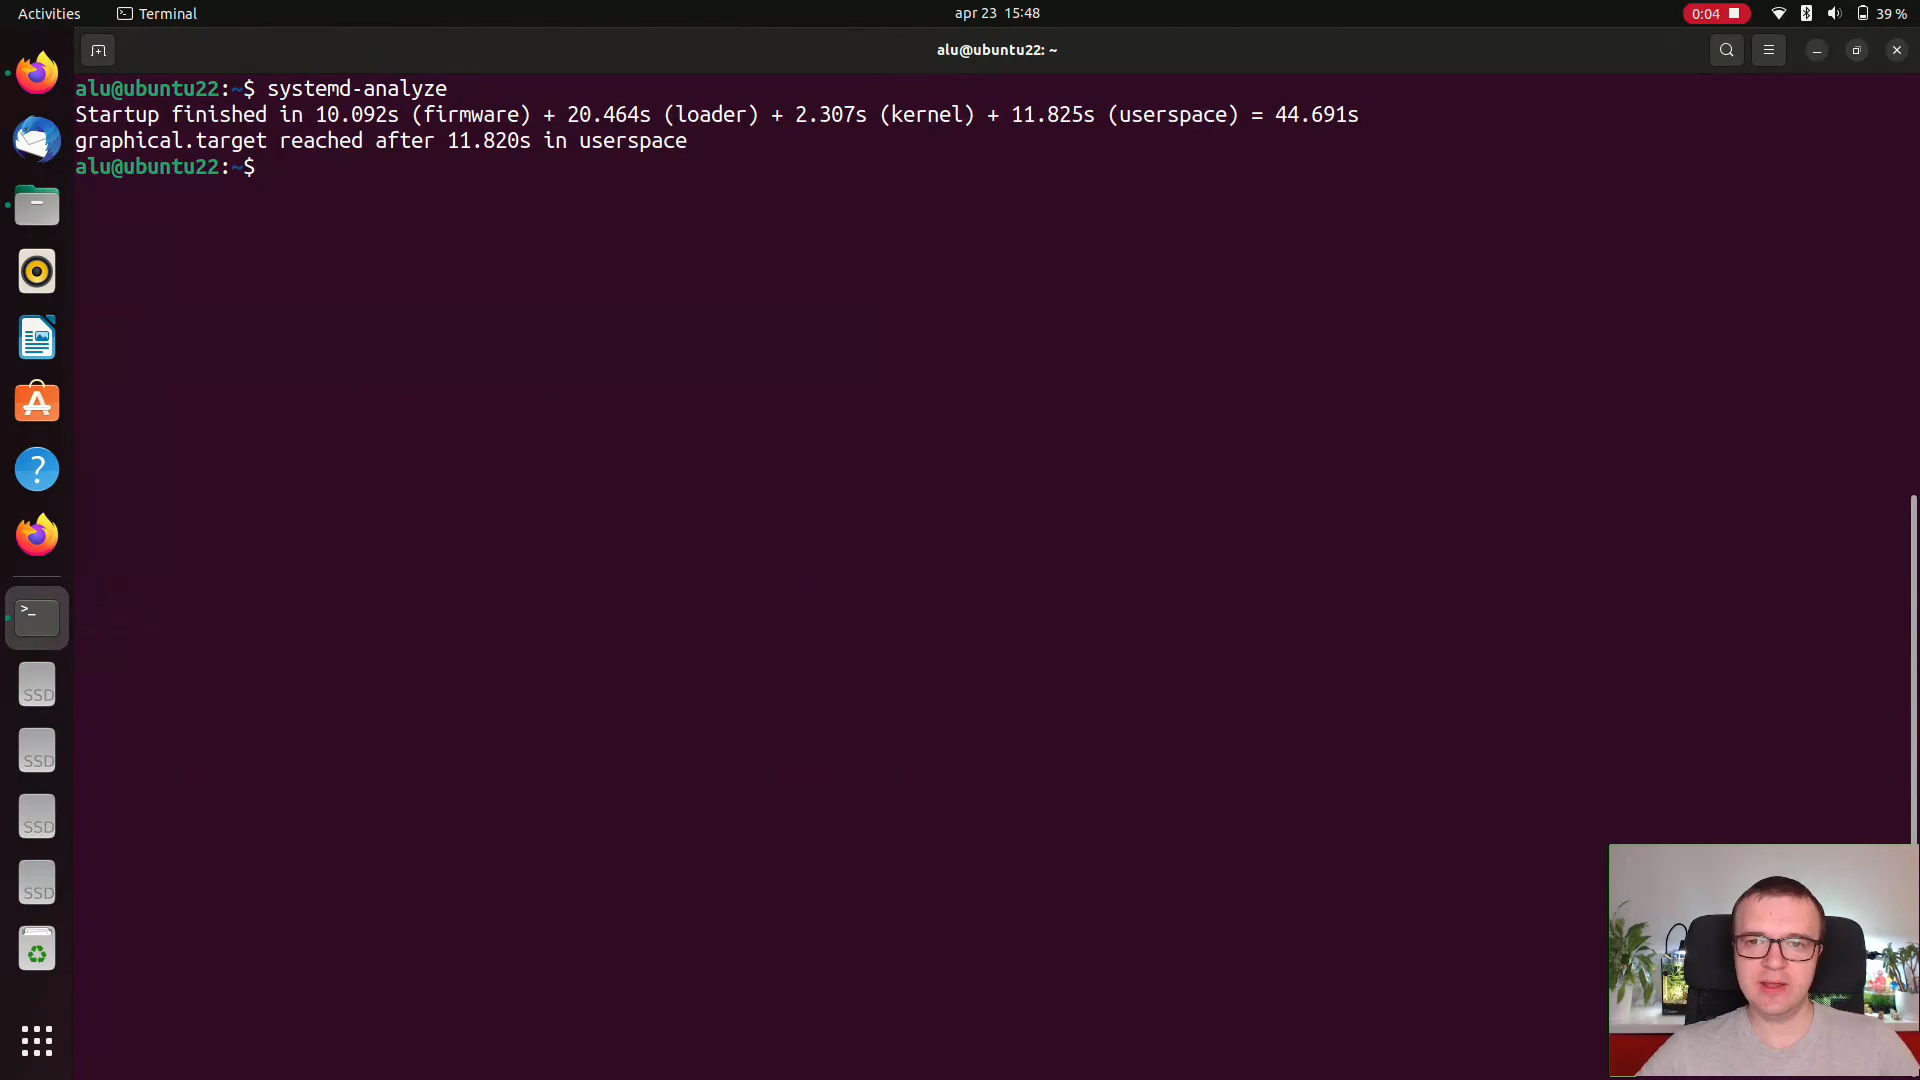 Activities
Terminal
apr 23 15:48
0:04
39 %
alu@ubuntu22: ~
alu@ubuntu22:~$ systemd-analyze
Startup finished in 10.092s (firmware) + 20.464s (loader) + 2.307s (kernel) + 11.825s (userspace) = 44.691s
graphical.target reached after 11.820s in userspace
alu@ubuntu22:~$
?
>_
SSD
SSD
SSD
SSD